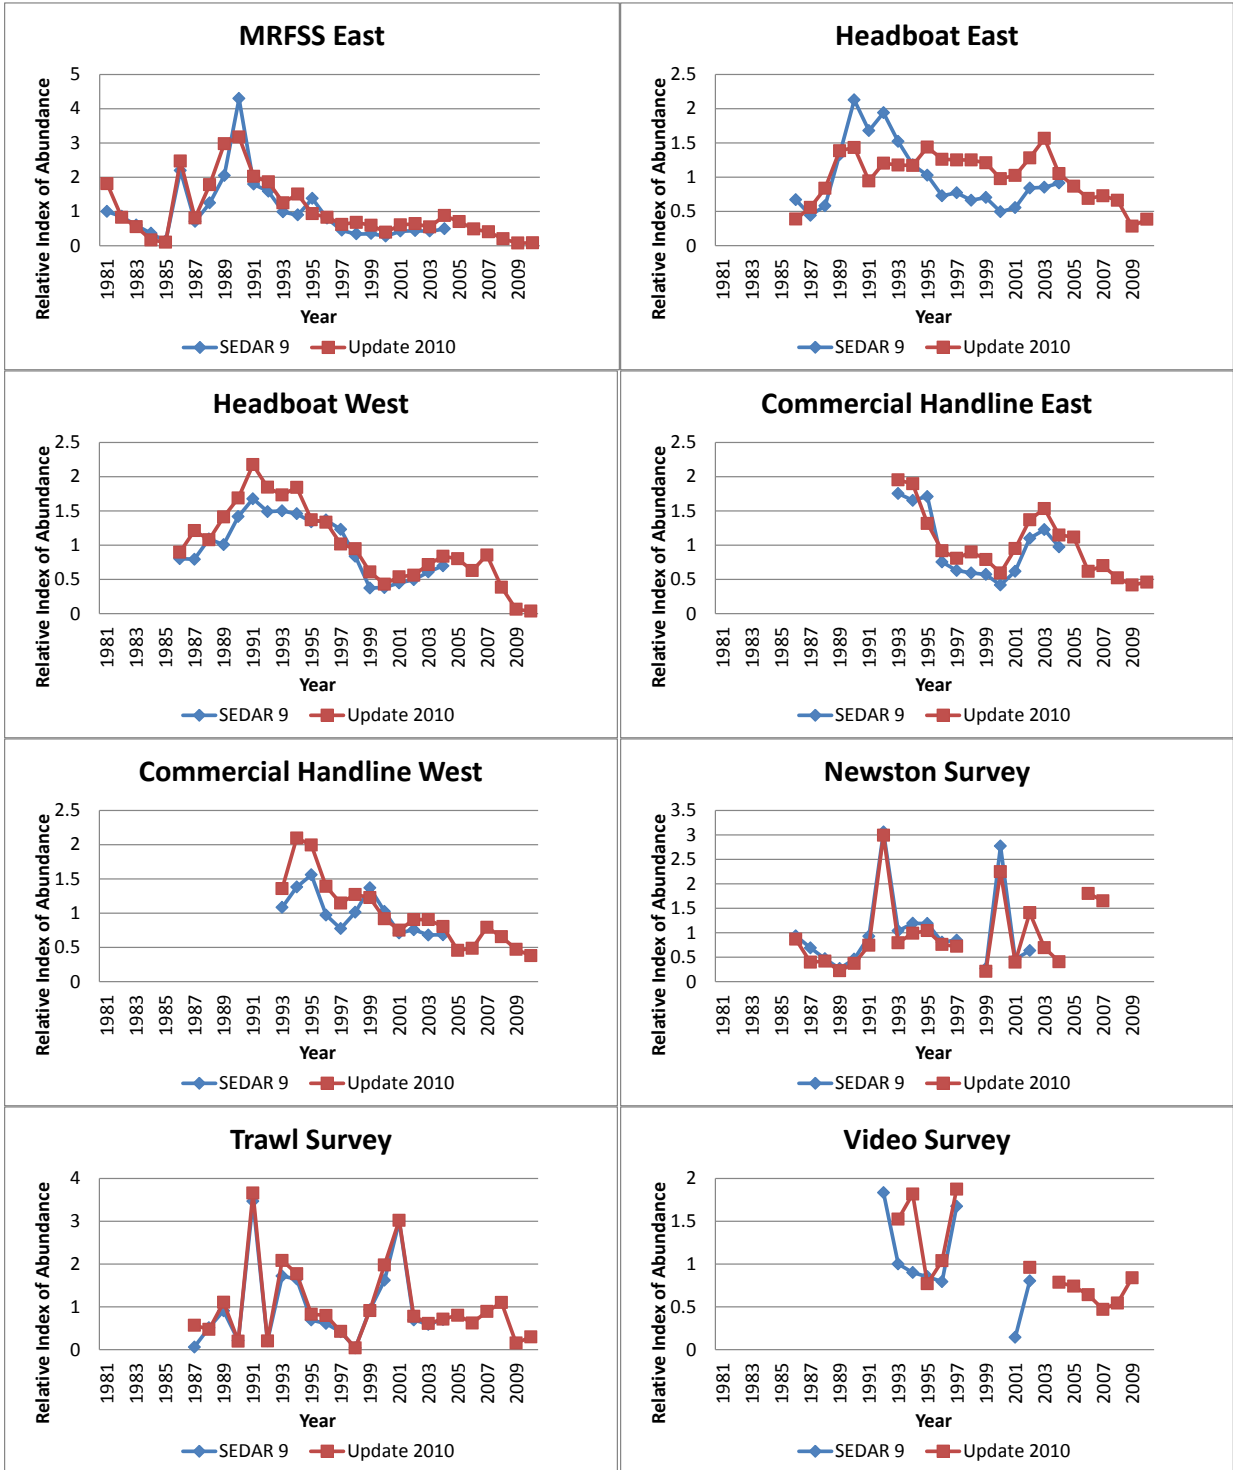 MRFSS East
Relative Index of Abundance
5
4
3
2
1
0
1981 1983 1985 1987 1989 1991 1993 1995 1997 1999 2001 2003 2005 2007 2009
Year
SEDAR 9 Update 2010
Headboat East
Relative Index of Abundance
2.5
2
1.5
1
0.5
0
1981 1983 1985 1987 1989 1991 1993 1995 1997 1999 2001 2003 2005 2007 2009
Year
SEDAR 9 Update 2010
Headboat West
Relative Index of Abundance
2.5
2
1.5
1
0.5
0
1981 1983 1985 1987 1989 1991 1993 1995 1997 1999 2001 2003 2005 2007 2009
Year
SEDAR 9 Update 2010
Commercial Handline East
Relative Index of Abundance
2.5
2
1.5
1
0.5
0
1981 1983 1985 1987 1989 1991 1993 1995 1997 1999 2001 2003 2005 2007 2009
Year
SEDAR 9 Update 2010
Commercial Handline West
Relative Index of Abundance
2.5
2
1.5
1
0.5
0
1981 1983 1985 1987 1989 1991 1993 1995 1997 1999 2001 2003 2005 2007 2009
Year
SEDAR 9 Update 2010
Newston Survey
Relative Index of Abundance
3.5
3
2.5
2
1.5
1
0.5
0
1981 1983 1985 1987 1989 1991 1993 1995 1997 1999 2001 2003 2005 2007 2009
Year
SEDAR 9 Update 2010
Trawl Survey
Relative Index of Abundance
4
3
2
1
0
1981 1983 1985 1987 1989 1991 1993 1995 1997 1999 2001 2003 2005 2007 2009
Year
SEDAR 9 Update 2010
Video Survey
Relative Index of Abundance
2
1.5
1
0.5
0
1981 1983 1985 1987 1989 1991 1993 1995 1997 1999 2001 2003 2005 2007 2009
Year
SEDAR 9 Update 2010